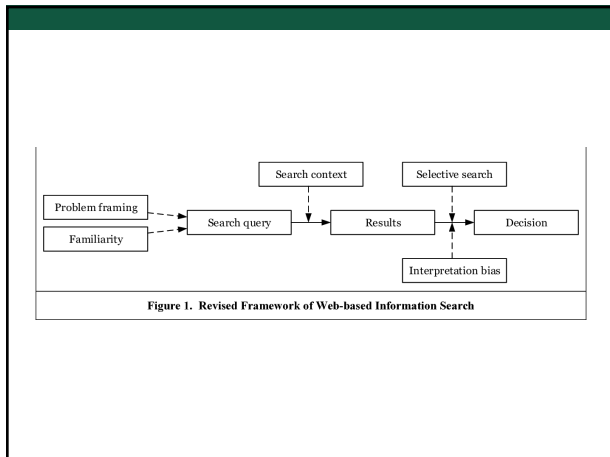 Search context
Selective search
Problem framing
Search query
Results
Decision
Familiarity
Interpretation bias
Figure 1. Revised Framework of Web-based Information Search